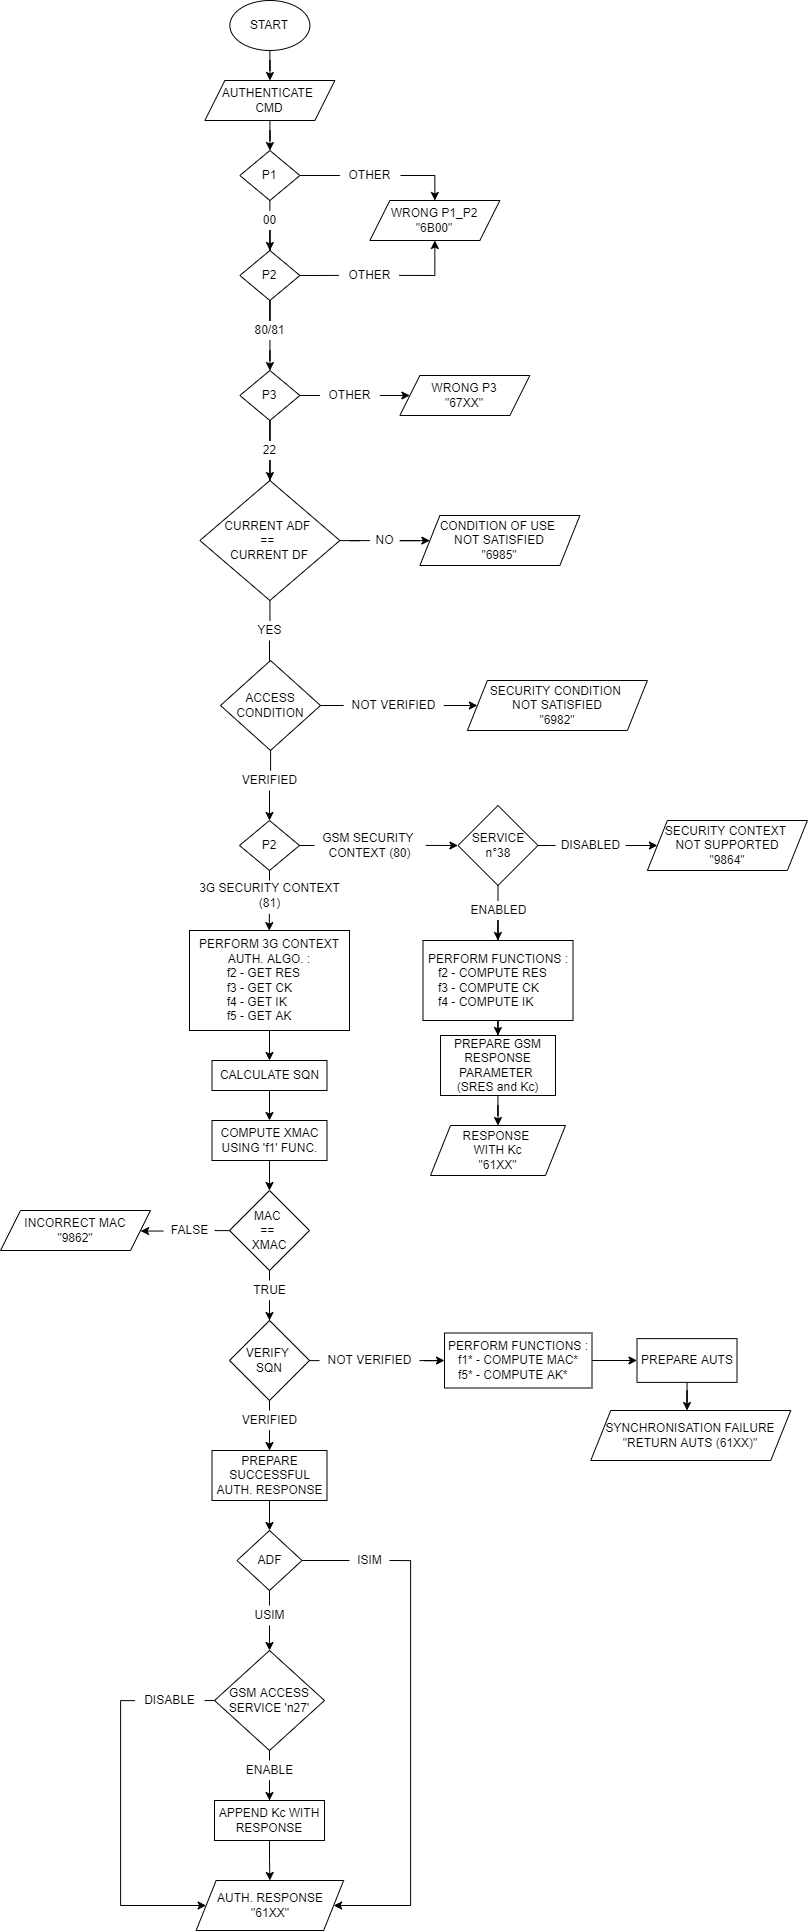 START
AUTHENTICATE
CMD
P1
OTHER
WRONG P1_P2
"6B00"
00
P2
OTHER
80/81
P3
OTHER
WRONG P3
"67XX"
22
CURRENT ADF
==
CURRENT DF
NO
CONDITION OF USE
NOT SATISFIED
"6985"
YES
ACCESS
CONDITION
NOT VERIFIED
SECURITY CONDITION
NOT SATISFIED
"6982"
VERIFIED
P2
GSM SECURITY
CONTEXT (80)
SERVICE
n°38
DISABLED
SECURITY CONTEXT
NOT SUPPORTED
"9864"
3G SECURITY CONTEXT
(81)
ENABLED
PERFORM 3G CONTEXT
AUTH. ALGO. :
f2 - GET RES
f3 - GET CK
f4 - GET IK
f5 - GET AK
PERFORM FUNCTIONS :
f2 - COMPUTE RES
f3 - COMPUTE CK
f4 - COMPUTE IK
CALCULATE SQN
PREPARE GSM
RESPONSE
PARAMETER
(SRES and Kc)
COMPUTE XMAC
USING 'f1' FUNC.
RESPONSE
WITH Kc
"61XX"
MAC
==
XMAC
FALSE
INCORRECT MAC
"9862"
TRUE
VERIFY
SQN
NOT VERIFIED
PERFORM FUNCTIONS :
f1* - COMPUTE MAC*
f5* - COMPUTE AK*
PREPARE AUTS
SYNCHRONISATION FAILURE
"RETURN AUTS (61XX)"
VERIFIED
PREPARE
SUCCESSFUL
AUTH. RESPONSE
ADF
ISIM
USIM
GSM ACCESS
SERVICE 'n27'
DISABLE
ENABLE
APPEND Kc WITH
RESPONSE
AUTH. RESPONSE
"61XX"